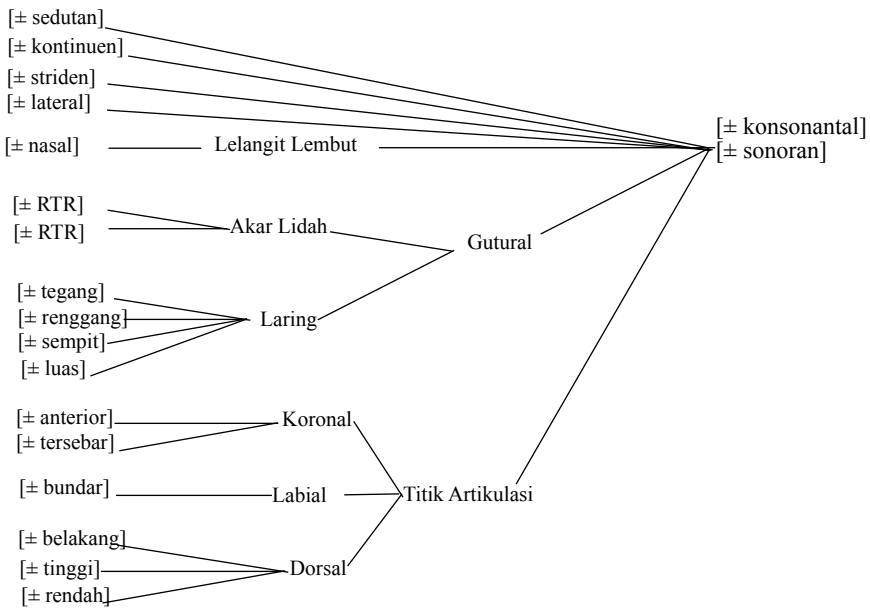 [± sedutan]
[± kontinuen]
[± striden]
[± lateral]
[± konsonantal]
[± sonoran]
[± nasal]
Lelangit Lembut
[± RTR]
[± RTR]
Akar Lidah
Gutural
[± tegang]
[± renggang]
[± sempit]
[± luas]
Laring
[± anterior]
[± tersebar]
Koronal
[± bundar]
Labial
Titik Artikulasi
[± belakang]
[± tinggi]
[± rendah]
Dorsal